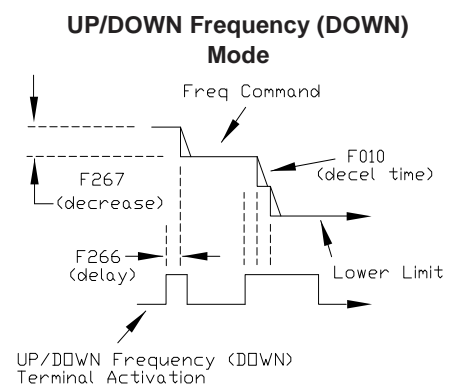 UP/DOWN Frequency (DOWN)
Mode
Freq Command
F010
(decel time)
F267
(decrease)
F266
(delay)
Lower Limit
UP/DOWN Frequency (DOWN)
Terminal Activation